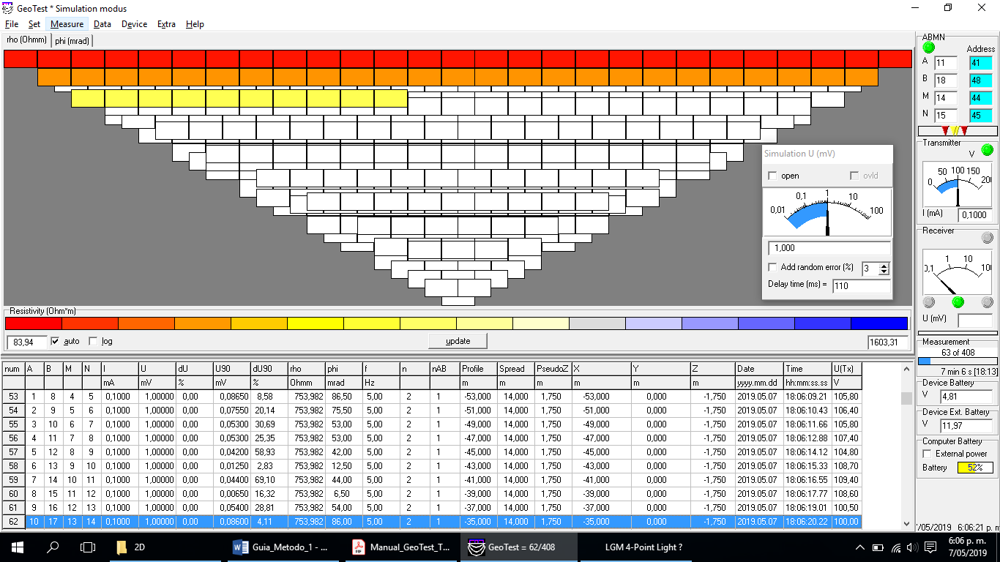 GeoTest * Simulation modus
File Set Measure Data Device Extra Help
rho (Ohmm) phi (mrad)
ABMN
Address
A 11 41
B 18 48
M 14 44
N 15 45
Transmitter
V
0 50 100 150 200
I (mA) 0,1000
Receiver
0,1 1 10 100
U (mV)
Measurement
63 of 408
7 min 6 s [18:13]
Device Battery
V 4,81
Device Ext. Battery
V 11,97
Computer Battery
External power
Battery 52%
/05/2019 6:06:21 p. m.
Simulation U (mV)
open ovld
0,01 0,1 1 10 100
1,000
Add random error (%) 3
Delay time (ms) = 110
Resistivity (Ohm*m)
83,94 auto log update 1603,31
num A B M N I U dU U90 dU90 rho phi f n nAB Profile Spread PseudoZ X Y Z Date Time U(Tx)
mA mV % mV % Ohmm mrad Hz m m m m m m yyyy.mm.dd hh:mm:ss.ss V
53 1 8 4 5 0,1000 1,00000 0,00 0,08650 8,58 753,982 86,50 5,00 2 1 -53,000 14,000 1,750 -53,000 0,000 -1,750 2019.05.07 18:06:09.21 105,80
54 2 9 5 6 0,1000 1,00000 0,00 0,07550 20,14 753,982 75,50 5,00 2 1 -51,000 14,000 1,750 -51,000 0,000 -1,750 2019.05.07 18:06:10.43 106,40
55 3 10 6 7 0,1000 1,00000 0,00 0,05300 30,69 753,982 53,00 5,00 2 1 -49,000 14,000 1,750 -49,000 0,000 -1,750 2019.05.07 18:06:11.66 105,80
56 4 11 7 8 0,1000 1,00000 0,00 0,05300 25,35 753,982 53,00 5,00 2 1 -47,000 14,000 1,750 -47,000 0,000 -1,750 2019.05.07 18:06:12.88 107,40
57 5 12 8 9 0,1000 1,00000 0,00 0,04200 58,93 753,982 42,00 5,00 2 1 -45,000 14,000 1,750 -45,000 0,000 -1,750 2019.05.07 18:06:14.12 104,80
58 6 13 9 10 0,1000 1,00000 0,00 0,01250 2,83 753,982 12,50 5,00 2 1 -43,000 14,000 1,750 -43,000 0,000 -1,750 2019.05.07 18:06:15.33 108,70
59 7 14 10 11 0,1000 1,00000 0,00 0,04400 69,10 753,982 44,00 5,00 2 1 -41,000 14,000 1,750 -41,000 0,000 -1,750 2019.05.07 18:06:16.55 109,40
60 8 15 11 12 0,1000 1,00000 0,00 0,00650 16,32 753,982 6,50 5,00 2 1 -39,000 14,000 1,750 -39,000 0,000 -1,750 2019.05.07 18:06:17.77 108,60
61 9 16 12 13 0,1000 1,00000 0,00 0,05400 28,81 753,982 54,00 5,00 2 1 -37,000 14,000 1,750 -37,000 0,000 -1,750 2019.05.07 18:06:19.01 100,50
62 10 17 13 14 0,1000 1,00000 0,00 0,08600 4,11 753,982 86,00 5,00 2 1 -35,000 14,000 1,750 -35,000 0,000 -1,750 2019.05.07 18:06:20.22 100,00
2D
Guia_Metodo_1 - ...
Manual_GeoTest_T...
GeoTest = 62/408
LGM 4-Point Light ?
6:06 p. m.
7/05/2019